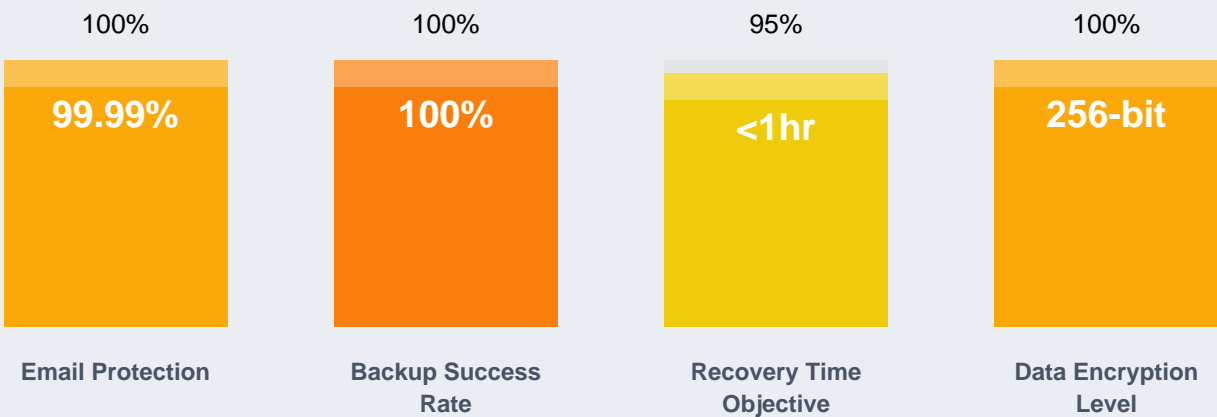 100%
100%
95%
100%
99.99%
100%
<1hr
256-bit
Email Protection
Backup Success
Rate
Recovery Time
Objective
Data Encryption
Level